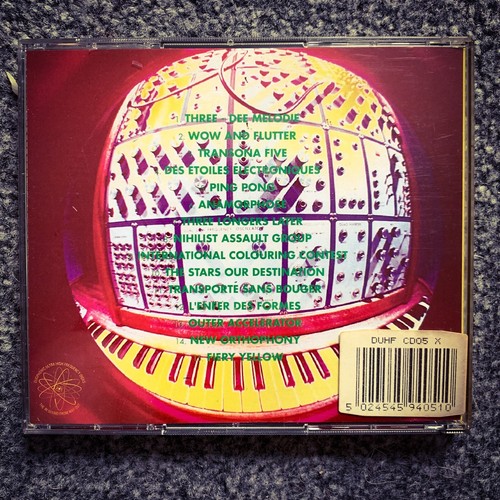 1. THREE - DEE MELODIE
2. WOW AND FLUTTER
TRANSONA FIVE
DES ETOILES ELECTRONIQUES
PING PONG
ANAMORPHOSE
THREE LONGERS LATER
NIHILIST ASSAULT GROUP
INTERNATIONAL COLOURING CONTEST
THE STARS OUR DESTINATION
TRANSPORTE SANS BOUGER
L'ENFER DES FORMES
OUTER ACCELERATOR
14. NEW ORTHOPHONY
FIERY YELLOW
DUHF CD05 X
5 024545 940510